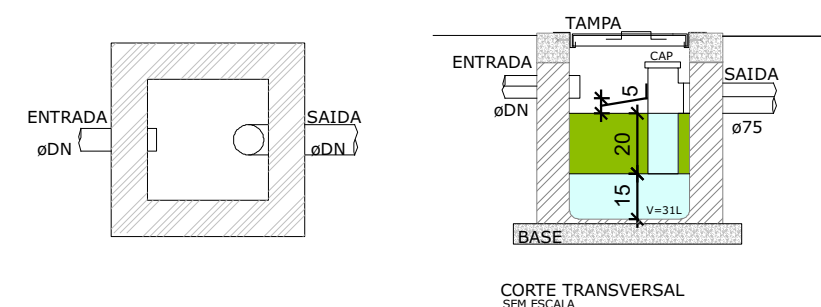 ENTRADA
øDN
SAIDA
øDN
TAMPA
CAP
ENTRADA
øDN
SAIDA
ø75
5
20
15
V=31L
BASE
CORTE TRANSVERSAL
SEM ESCALA